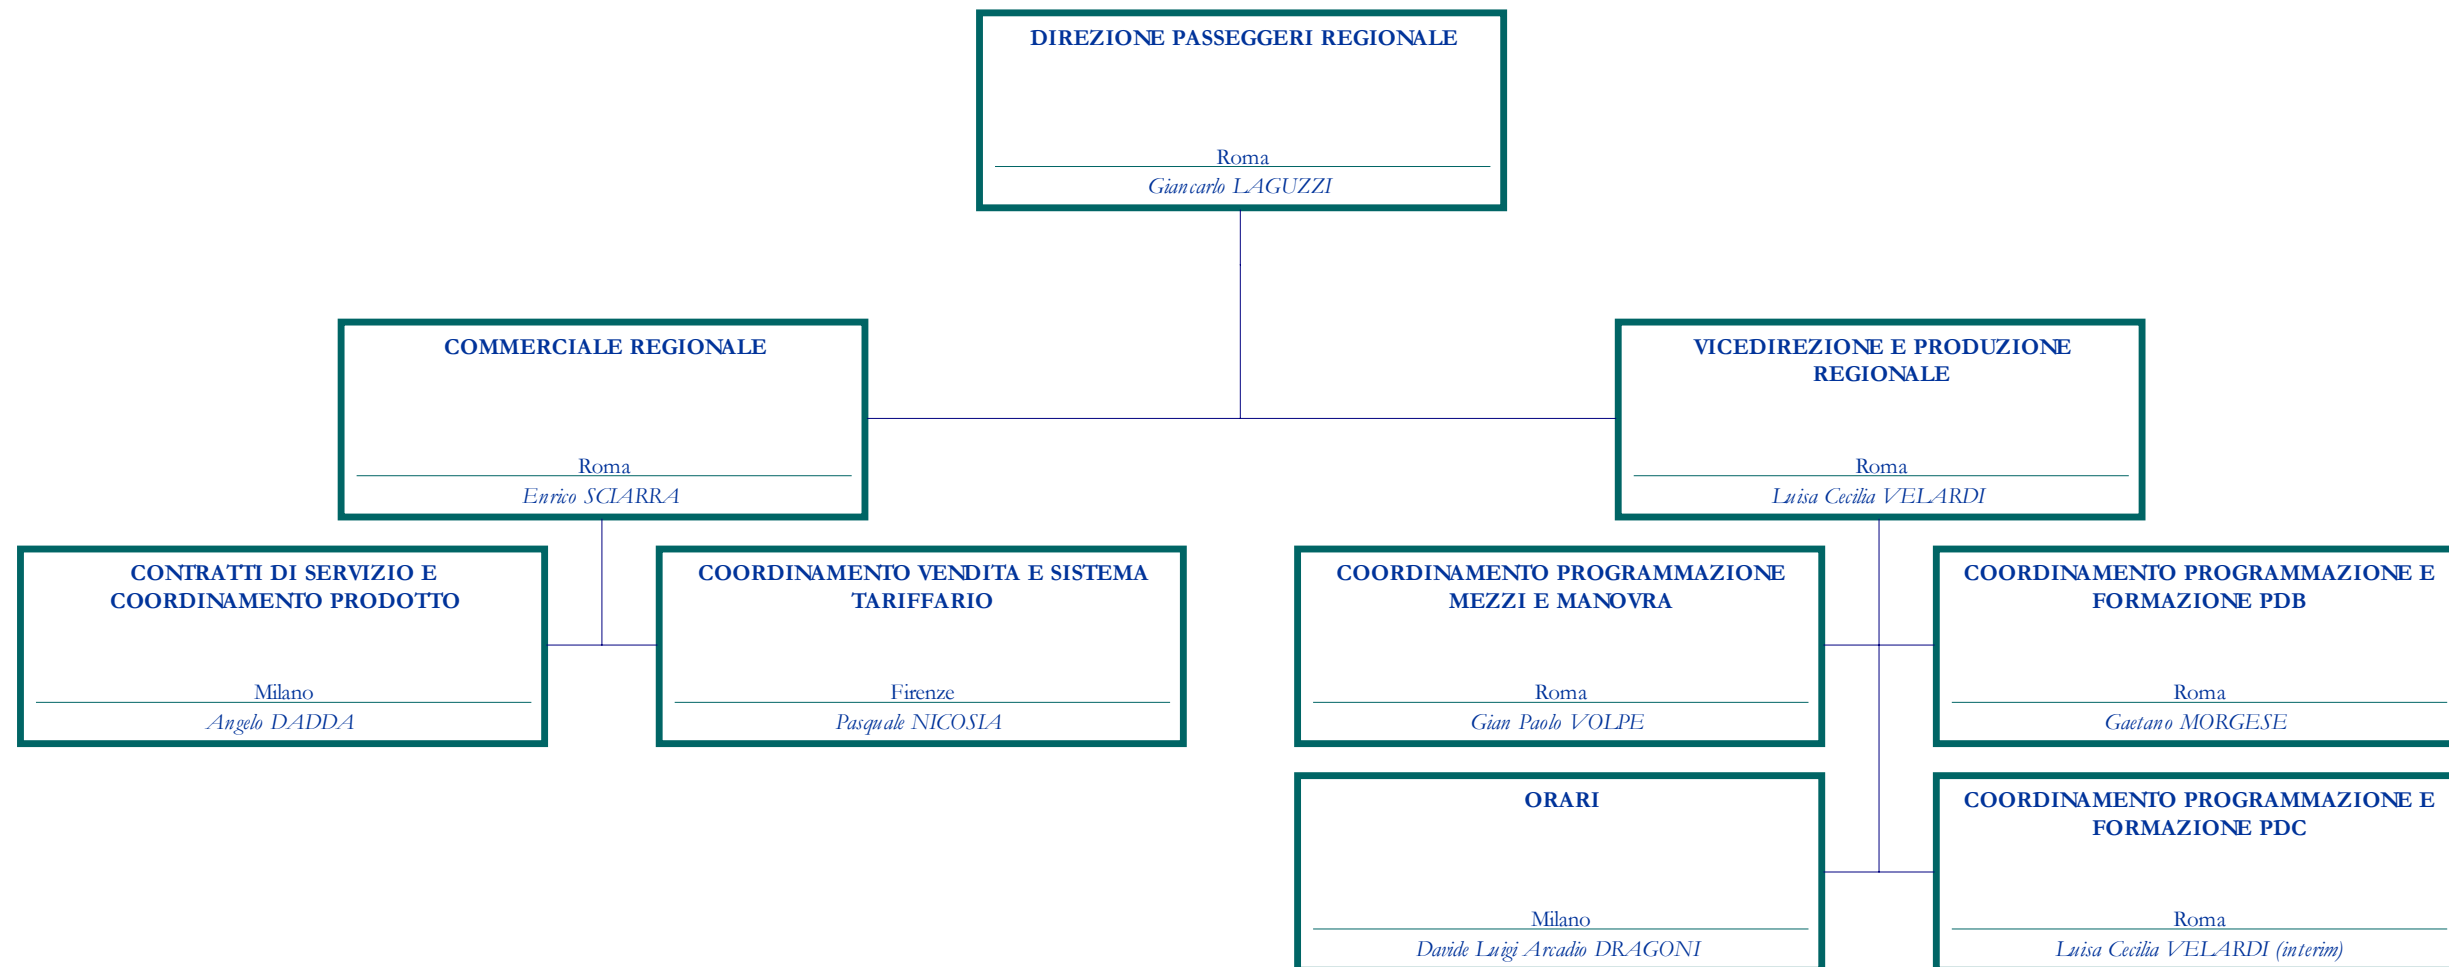 DIREZIONE PASSEGGERI REGIONALE
Roma
Giancarlo LAGUZZI
COMMERCIALE REGIONALE
Roma
Enrico SCIARRA
VICEDIREZIONE E PRODUZIONE
REGIONALE
Roma
Luisa Cecilia VELARDI
CONTRATTI DI SERVIZIO E
COORDINAMENTO PRODOTTO
Milano
Angelo DADDA
COORDINAMENTO VENDITA E SISTEMA
TARIFFARIO
Firenze
Pasquale NICOSIA
COORDINAMENTO PROGRAMMAZIONE
MEZZI E MANOVRA
Roma
Gian Paolo VOLPE
COORDINAMENTO PROGRAMMAZIONE E
FORMAZIONE PDB
Roma
Gaetano MORGESE
ORARI
Milano
Davide Luigi Arcadio DRAGONI
COORDINAMENTO PROGRAMMAZIONE E
FORMAZIONE PDC
Roma
Luisa Cecilia VELARDI (interim)